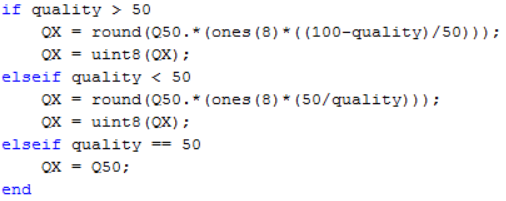 if quality > 50
    QX = round(Q50.*(ones(8)*((100-quality)/50)));
    QX = uint8(QX);
elseif quality < 50
    QX = round(Q50.*(ones(8)*(50/quality)));
    QX = uint8(QX);
elseif quality == 50
    QX = Q50;
end